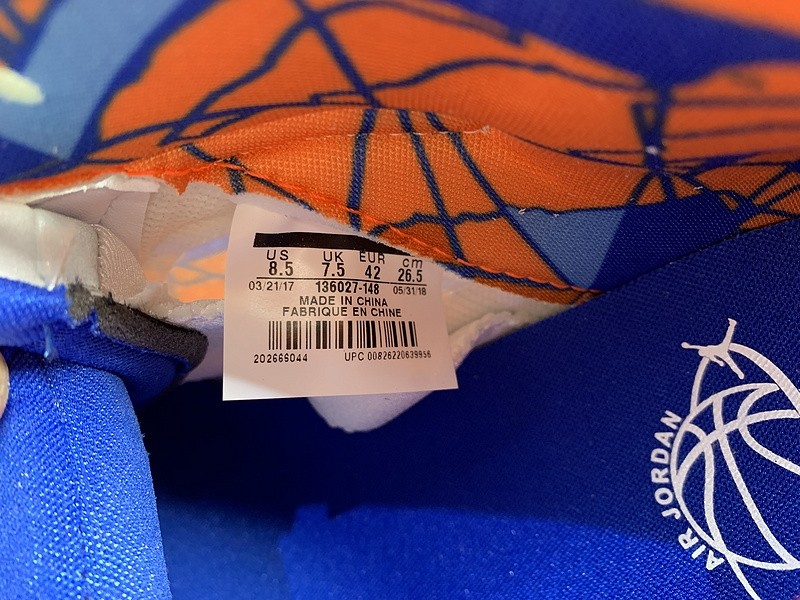 US UK EUR cm
8.5 7.5 42 26.5
03/21/17 136027-148 05/31/18
MADE IN CHINA
FABRIQUE EN CHINE
202666044 UPC 00826220639956
AIR JORDAN